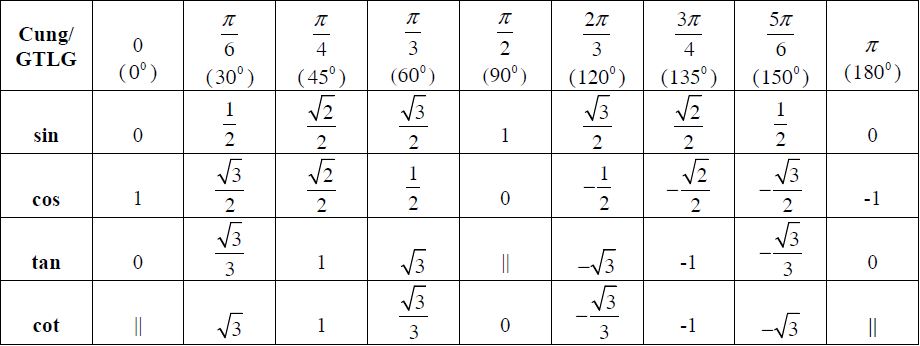 Cung/ GTLG | 0 (0⁰) | π/6 (30⁰) | π/4 (45⁰) | π/3 (60⁰) | π/2 (90⁰) | 2π/3 (120⁰) | 3π/4 (135⁰) | 5π/6 (150⁰) | π (180⁰)
sin | 0 | 1/2 | √2/2 | √3/2 | 1 | √3/2 | √2/2 | 1/2 | 0
cos | 1 | √3/2 | √2/2 | 1/2 | 0 | −1/2 | −√2/2 | −√3/2 | -1
tan | 0 | √3/3 | 1 | √3 | || | −√3 | -1 | −√3/3 | 0
cot | || | √3 | 1 | √3/3 | 0 | −√3/3 | -1 | −√3 | ||